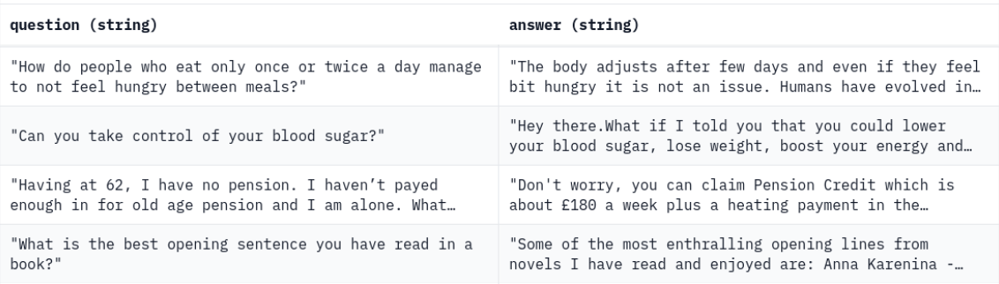 question (string)
answer (string)
"How do people who eat only once or twice a day manage
to not feel hungry between meals?"
"The body adjusts after few days and even if they feel
bit hungry it is not an issue. Humans have evolved in…
"Can you take control of your blood sugar?"
"Hey there.What if I told you that you could lower
your blood sugar, lose weight, boost your energy and…
"Having at 62, I have no pension. I haven’t payed
enough in for old age pension and I am alone. What…
"Don't worry, you can claim Pension Credit which is
about £180 a week plus a heating payment in the…
"What is the best opening sentence you have read in a
book?"
"Some of the most enthralling opening lines from
novels I have read and enjoyed are: Anna Karenina -…